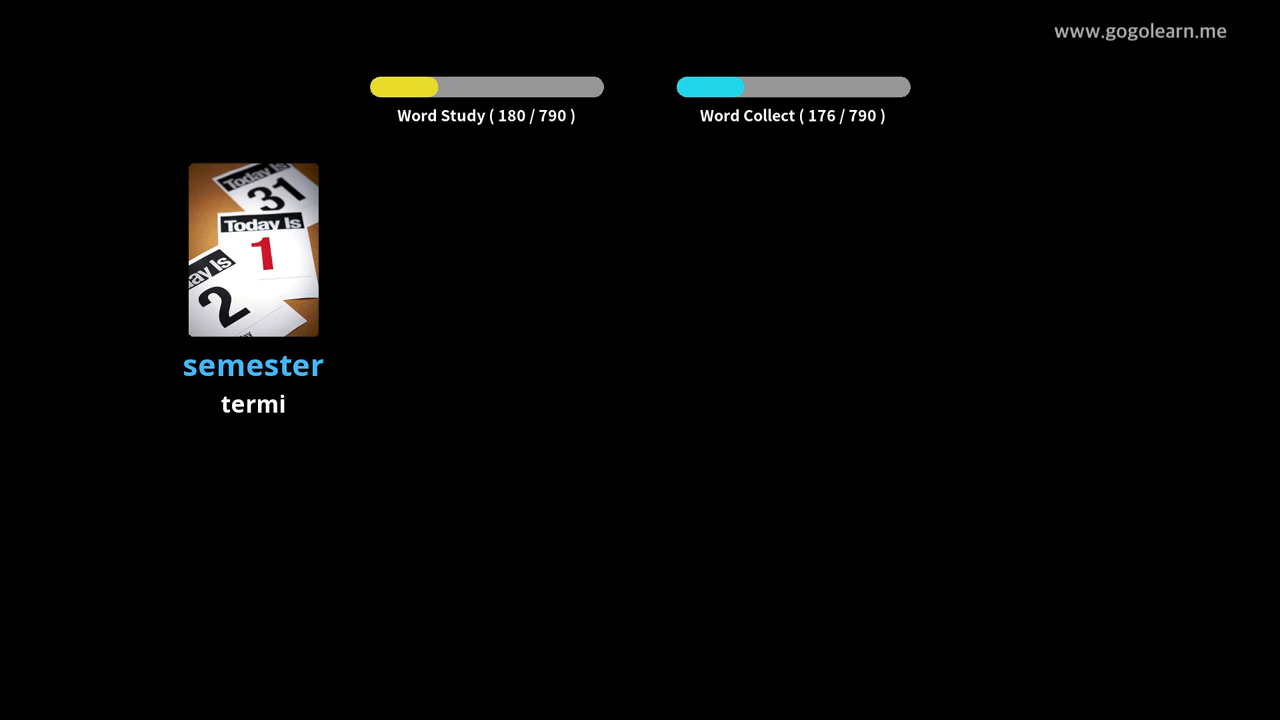 www.gogolearn.me
Word Study ( 180 / 790 )
Word Collect ( 176 / 790 )
Today Is
31
Today Is
1
ay Is
2
semester
termi